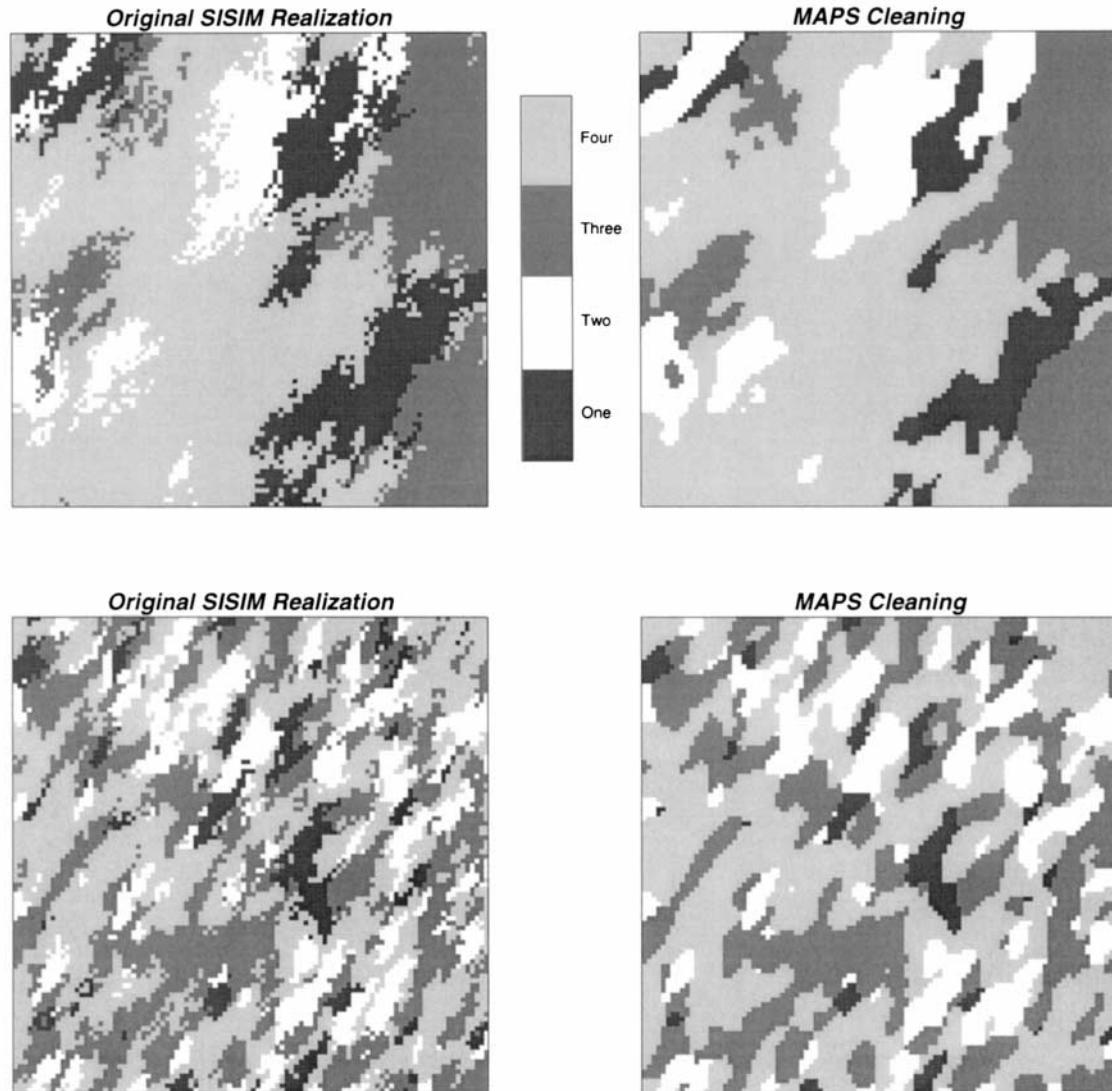 Original SISIM Realization
MAPS Cleaning
Four
Three
Two
One
Original SISIM Realization
MAPS Cleaning